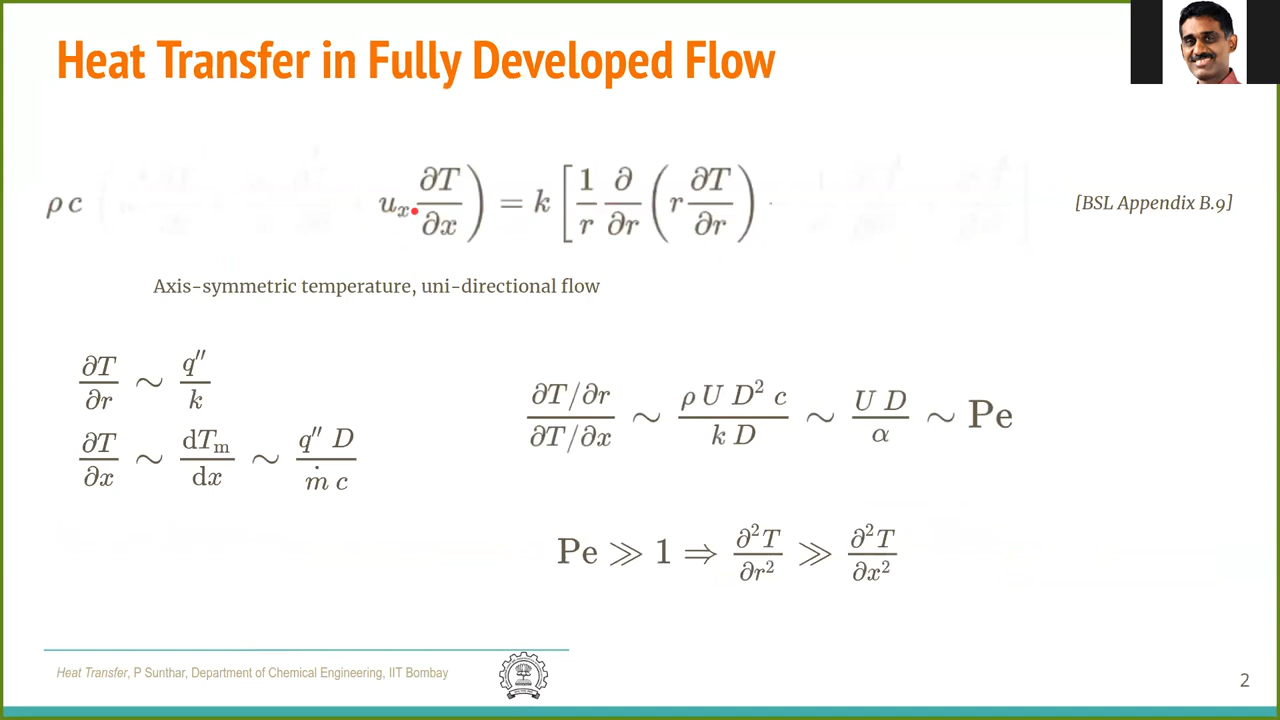 Heat Transfer in Fully Developed Flow
ρ c u_x ∂T/∂x ) = k [ 1/r ∂/∂r ( r ∂T/∂r )
[BSL Appendix B.9]
Axis-symmetric temperature, uni-directional flow
∂T/∂r ∼ q″/k
∂T/∂x ∼ dT_m/dx ∼ q″ D/ṁ c
∂T/∂r / ∂T/∂x ∼ ρ U D² c / k D ∼ U D / α ∼ Pe
Pe ≫ 1 ⇒ ∂²T/∂r² ≫ ∂²T/∂x²
Heat Transfer, P Sunthar, Department of Chemical Engineering, IIT Bombay
2